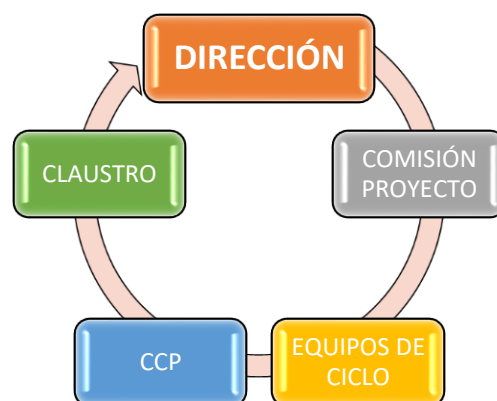 DIRECCIÓN
COMISIÓN
PROYECTO
EQUIPOS DE
CICLO
CCP
CLAUSTRO